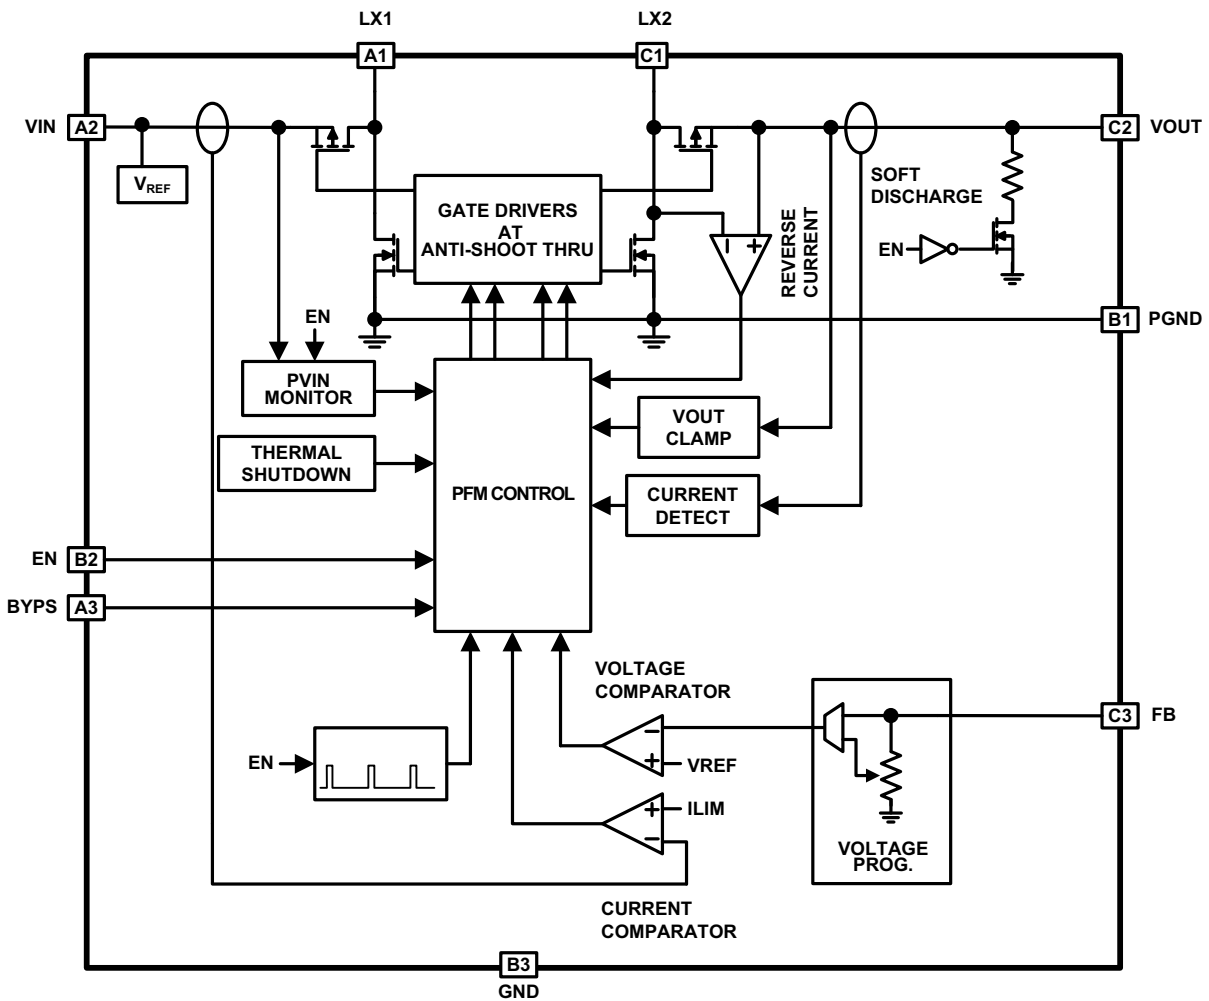 LX1
LX2
A1
C1
VIN
A2
C2
VOUT
VREF
SOFT
DISCHARGE
GATE DRIVERS
AT
ANTI-SHOOT THRU
REVERSE
CURRENT
EN
EN
B1
PGND
PVIN
MONITOR
VOUT
CLAMP
THERMAL
SHUTDOWN
PFM CONTROL
CURRENT
DETECT
EN
B2
BYPS
A3
VOLTAGE
COMPARATOR
C3
FB
EN
VREF
ILIM
VOLTAGE
PROG.
CURRENT
COMPARATOR
B3
GND